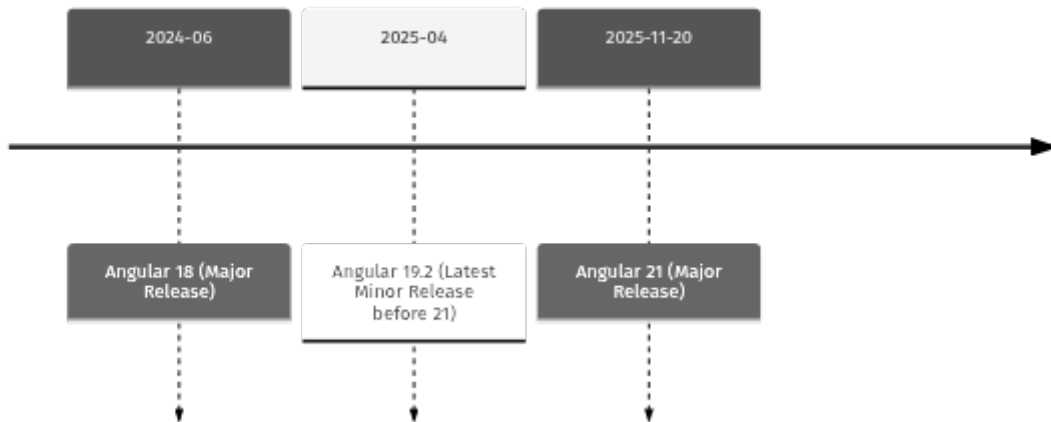 2024-06
2025-04
2025-11-20
Angular 18 (Major
Release)
Angular 19.2 (Latest
Minor Release
before 21)
Angular 21 (Major
Release)